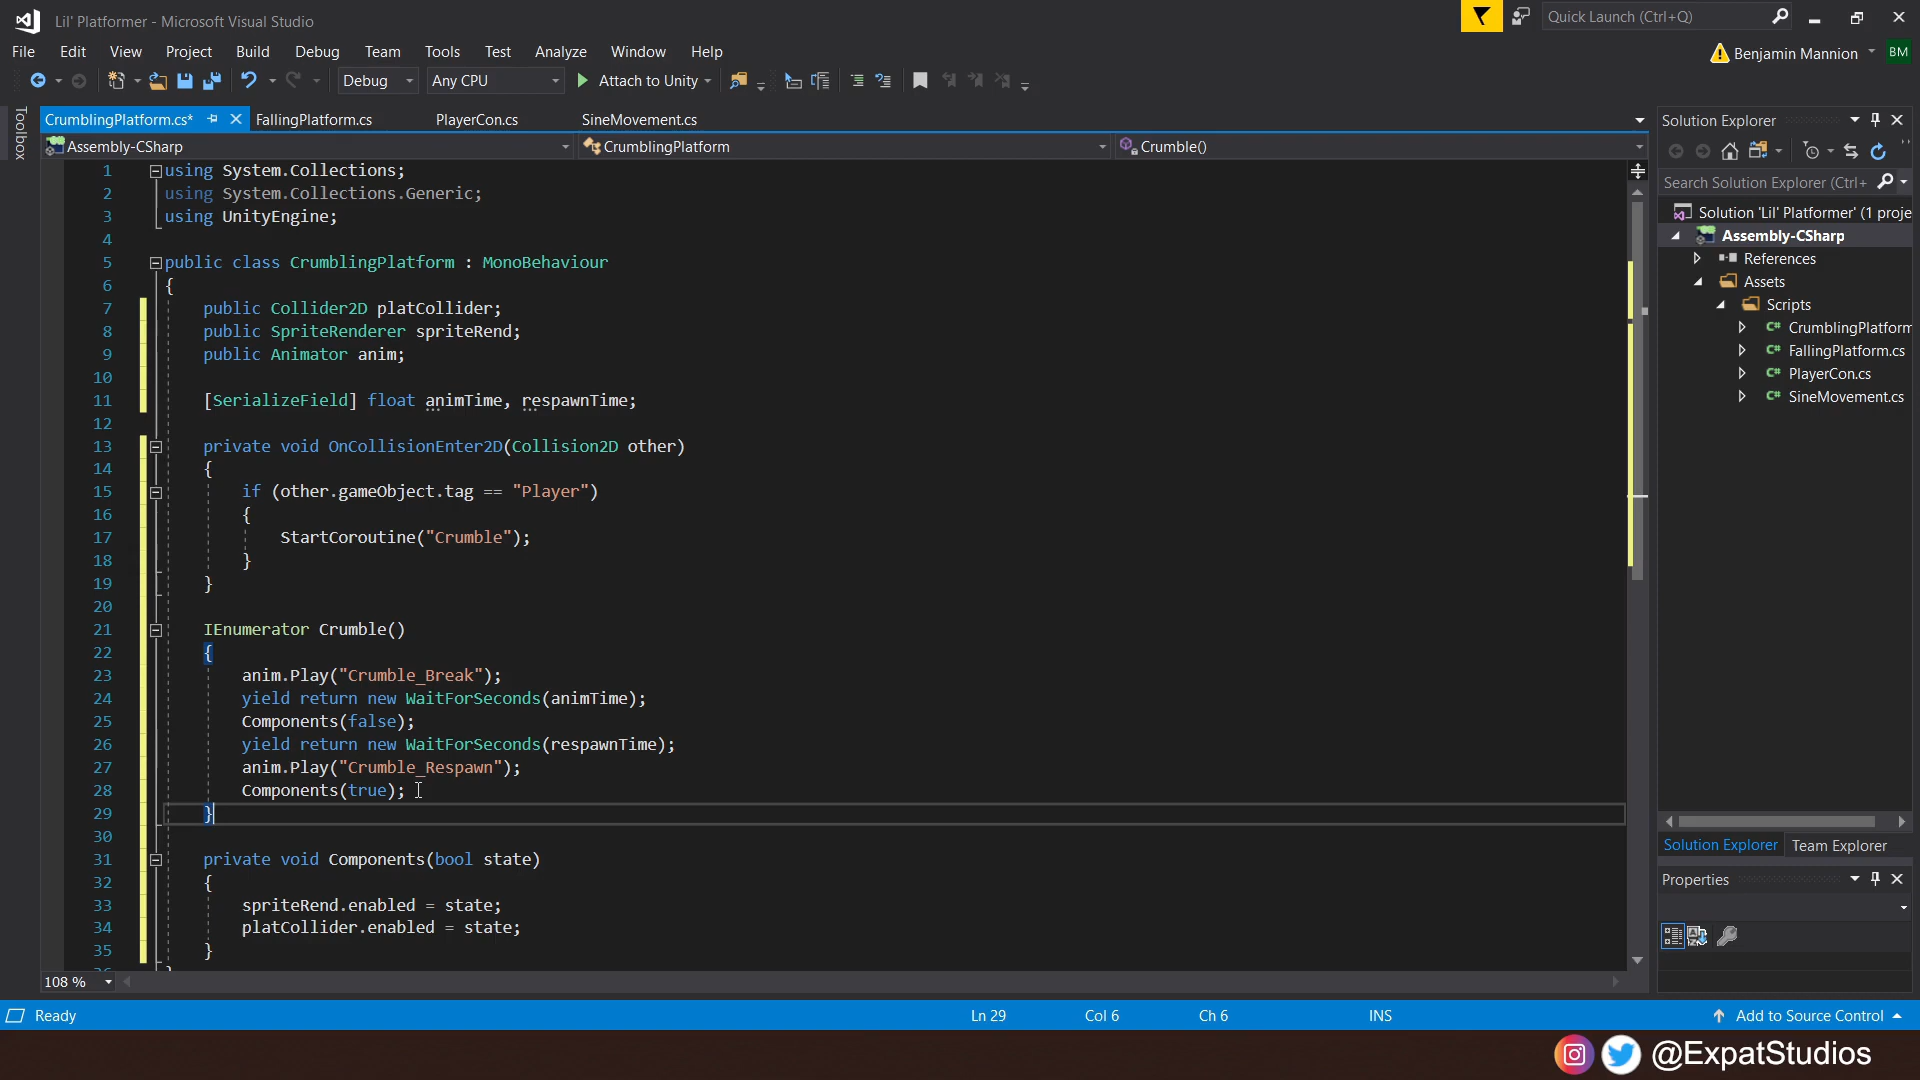 Lil' Platformer - Microsoft Visual Studio
Quick Launch (Ctrl+Q)
File Edit View Project Build Debug Team Tools Test Analyze Window Help
Benjamin Mannion BM
Debug Any CPU Attach to Unity
Toolbox
CrumblingPlatform.cs* FallingPlatform.cs PlayerCon.cs SineMovement.cs
Assembly-CSharp CrumblingPlatform Crumble()
1 using System.Collections;
2 using System.Collections.Generic;
3 using UnityEngine;
4
5 public class CrumblingPlatform : MonoBehaviour
6 {
7 public Collider2D platCollider;
8 public SpriteRenderer spriteRend;
9 public Animator anim;
10
11 [SerializeField] float animTime, respawnTime;
12
13 private void OnCollisionEnter2D(Collision2D other)
14 {
15 if (other.gameObject.tag == "Player")
16 {
17 StartCoroutine("Crumble");
18 }
19 }
20
21 IEnumerator Crumble()
22 {
23 anim.Play("Crumble_Break");
24 yield return new WaitForSeconds(animTime);
25 Components(false);
26 yield return new WaitForSeconds(respawnTime);
27 anim.Play("Crumble_Respawn");
28 Components(true);
29 }
30
31 private void Components(bool state)
32 {
33 spriteRend.enabled = state;
34 platCollider.enabled = state;
35 }
108 %
Solution Explorer
Search Solution Explorer (Ctrl+
Solution 'Lil' Platformer' (1 proje
Assembly-CSharp
References
Assets
Scripts
C# CrumblingPlatform
C# FallingPlatform.cs
C# PlayerCon.cs
C# SineMovement.cs
Solution Explorer Team Explorer
Properties
Ready Ln 29 Col 6 Ch 6 INS Add to Source Control
@ExpatStudios